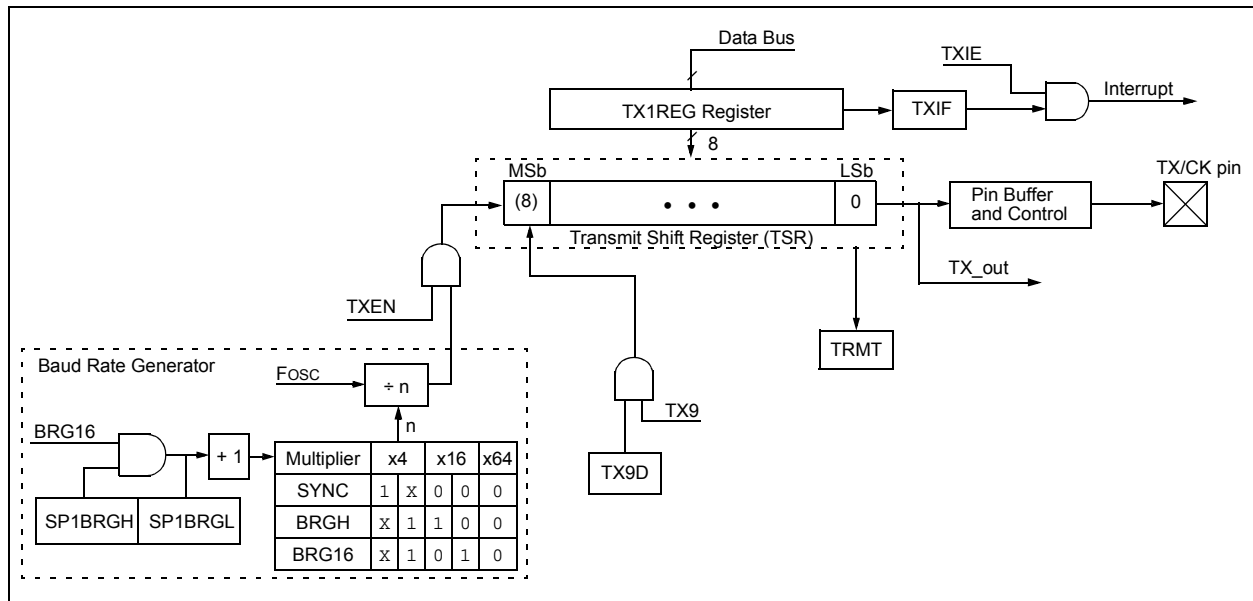 Data Bus
TXIE
Interrupt
TX1REG Register
TXIF
8
MSb
LSb
TX/CK pin
(8)
• • •
0
Pin Buffer
and Control
Transmit Shift Register (TSR)
TX_out
TXEN
TRMT
Baud Rate Generator
FOSC
÷ n
TX9
n
BRG16
+ 1
Multiplier x4 x16 x64
TX9D
SYNC 1 X 0 0 0
SP1BRGH SP1BRGL
BRGH X 1 1 0 0
BRG16 X 1 0 1 0